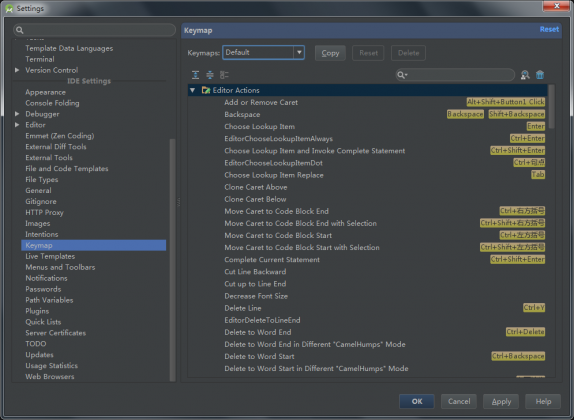 Settings
Template Data Languages
Terminal
Version Control
IDE Settings
Appearance
Console Folding
Debugger
Editor
Emmet (Zen Coding)
External Diff Tools
External Tools
File and Code Templates
File Types
General
Gitignore
HTTP Proxy
Images
Intentions
Keymap
Live Templates
Menus and Toolbars
Notifications
Passwords
Path Variables
Plugins
Quick Lists
Server Certificates
TODO
Updates
Usage Statistics
Web Browsers
Keymap Reset
Keymaps: Default Copy Reset Delete
Editor Actions
Add or Remove Caret Alt+Shift+Button1 Click
Backspace Backspace Shift+Backspace
Choose Lookup Item Enter
EditorChooseLookupItemAlways Ctrl+Enter
Choose Lookup Item and Invoke Complete Statement Ctrl+Shift+Enter
EditorChooseLookupItemDot Ctrl+句点
Choose Lookup Item Replace Tab
Clone Caret Above
Clone Caret Below
Move Caret to Code Block End Ctrl+右方括号
Move Caret to Code Block End with Selection Ctrl+Shift+右方括号
Move Caret to Code Block Start Ctrl+左方括号
Move Caret to Code Block Start with Selection Ctrl+Shift+左方括号
Complete Current Statement Ctrl+Shift+Enter
Cut Line Backward
Cut up to Line End
Decrease Font Size
Delete Line Ctrl+Y
EditorDeleteToLineEnd
Delete to Word End Ctrl+Delete
Delete to Word End in Different "CamelHumps" Mode
Delete to Word Start Ctrl+Backspace
Delete to Word Start in Different "CamelHumps" Mode
OK Cancel Apply Help